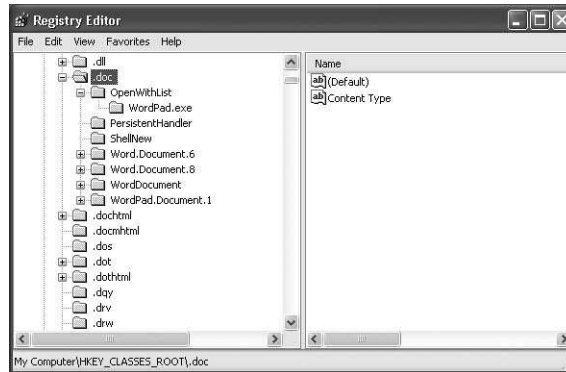 Registry Editor
File Edit View Favorites Help
.dll
.doc
OpenWithList
WordPad.exe
PersistentHandler
ShellNew
Word.Document.6
Word.Document.8
WordDocument
WordPad.Document.1
.dochtml
.docmhtml
.dos
.dot
.dothtml
.dqy
.drv
.drw
Name
ab (Default)
ab Content Type
My Computer\HKEY_CLASSES_ROOT\.doc